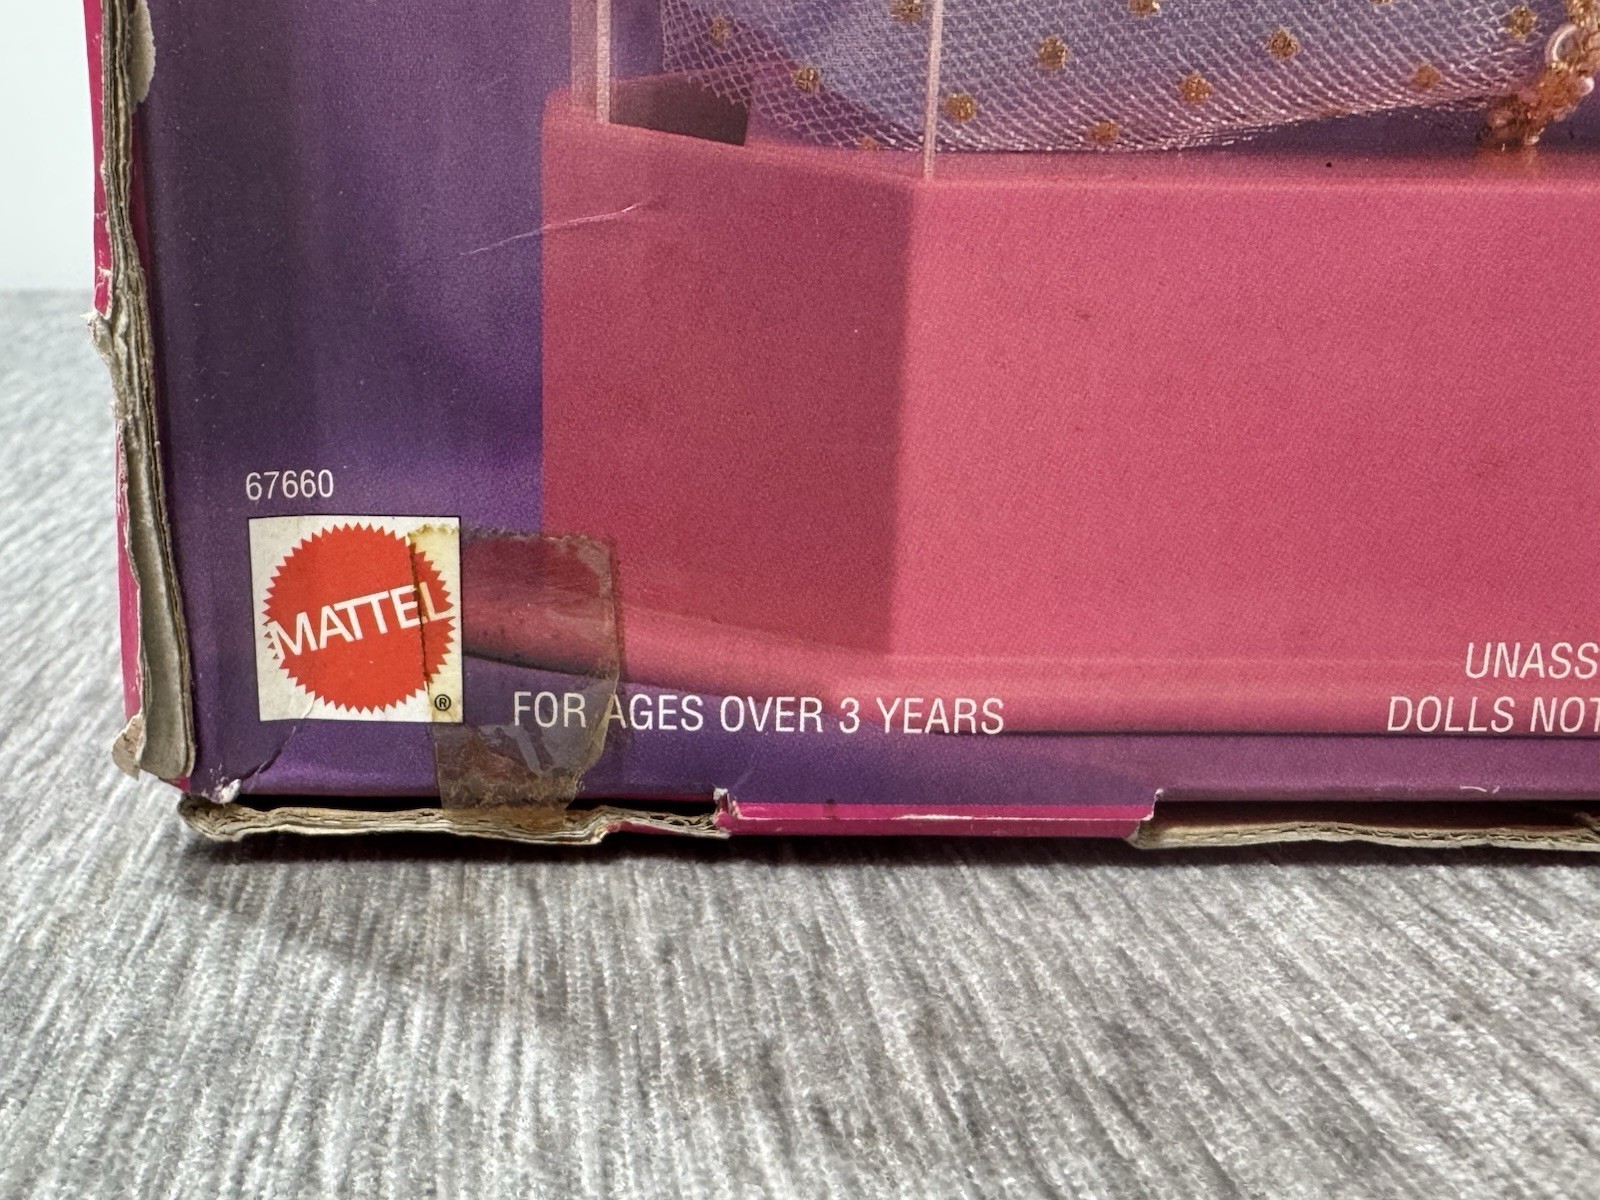 67660
MATTEL
®
FOR AGES OVER 3 YEARS
UNASS
DOLLS NOT